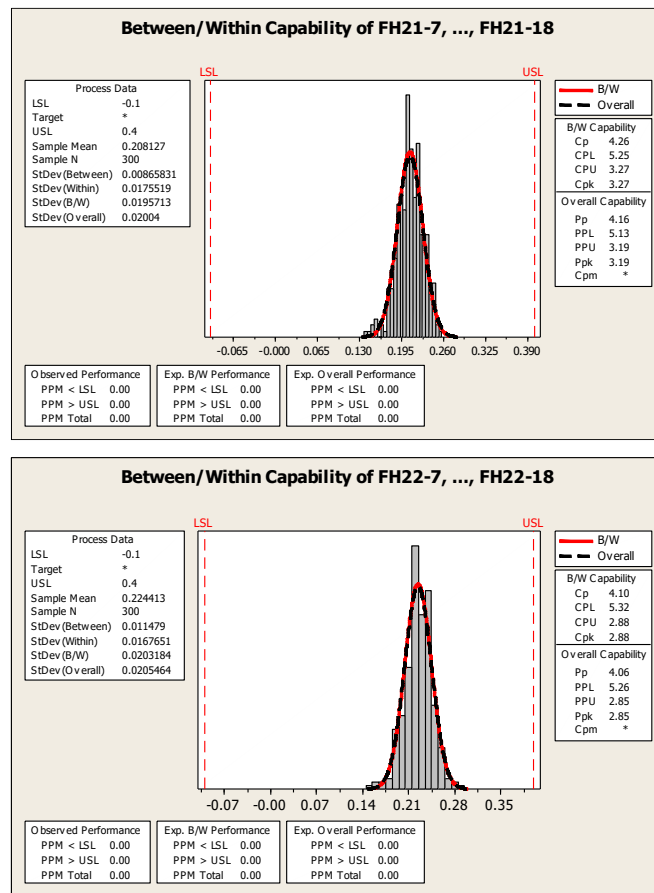 Between/Within Capability of FH21-7, ..., FH21-18
LSL
USL
Process Data
LSL -0.1
Target *
USL 0.4
Sample Mean 0.208127
Sample N 300
StDev(Between) 0.00865831
StDev(Within) 0.0175519
StDev(B/W) 0.0195713
StDev(Overall) 0.02004
B/W
Overall
B/W Capability
Cp 4.26
CPL 5.25
CPU 3.27
Cpk 3.27
Overall Capability
Pp 4.16
PPL 5.13
PPU 3.19
Ppk 3.19
Cpm *
-0.065 -0.000 0.065 0.130 0.195 0.260 0.325 0.390
Observed Performance
PPM < LSL 0.00
PPM > USL 0.00
PPM Total 0.00
Exp. B/W Performance
PPM < LSL 0.00
PPM > USL 0.00
PPM Total 0.00
Exp. Overall Performance
PPM < LSL 0.00
PPM > USL 0.00
PPM Total 0.00
Between/Within Capability of FH22-7, ..., FH22-18
LSL
USL
Process Data
LSL -0.1
Target *
USL 0.4
Sample Mean 0.224413
Sample N 300
StDev(Between) 0.011479
StDev(Within) 0.0167651
StDev(B/W) 0.0203184
StDev(Overall) 0.0205464
B/W
Overall
B/W Capability
Cp 4.10
CPL 5.32
CPU 2.88
Cpk 2.88
Overall Capability
Pp 4.06
PPL 5.26
PPU 2.85
Ppk 2.85
Cpm *
-0.07 -0.00 0.07 0.14 0.21 0.28 0.35
Observed Performance
PPM < LSL 0.00
PPM > USL 0.00
PPM Total 0.00
Exp. B/W Performance
PPM < LSL 0.00
PPM > USL 0.00
PPM Total 0.00
Exp. Overall Performance
PPM < LSL 0.00
PPM > USL 0.00
PPM Total 0.00